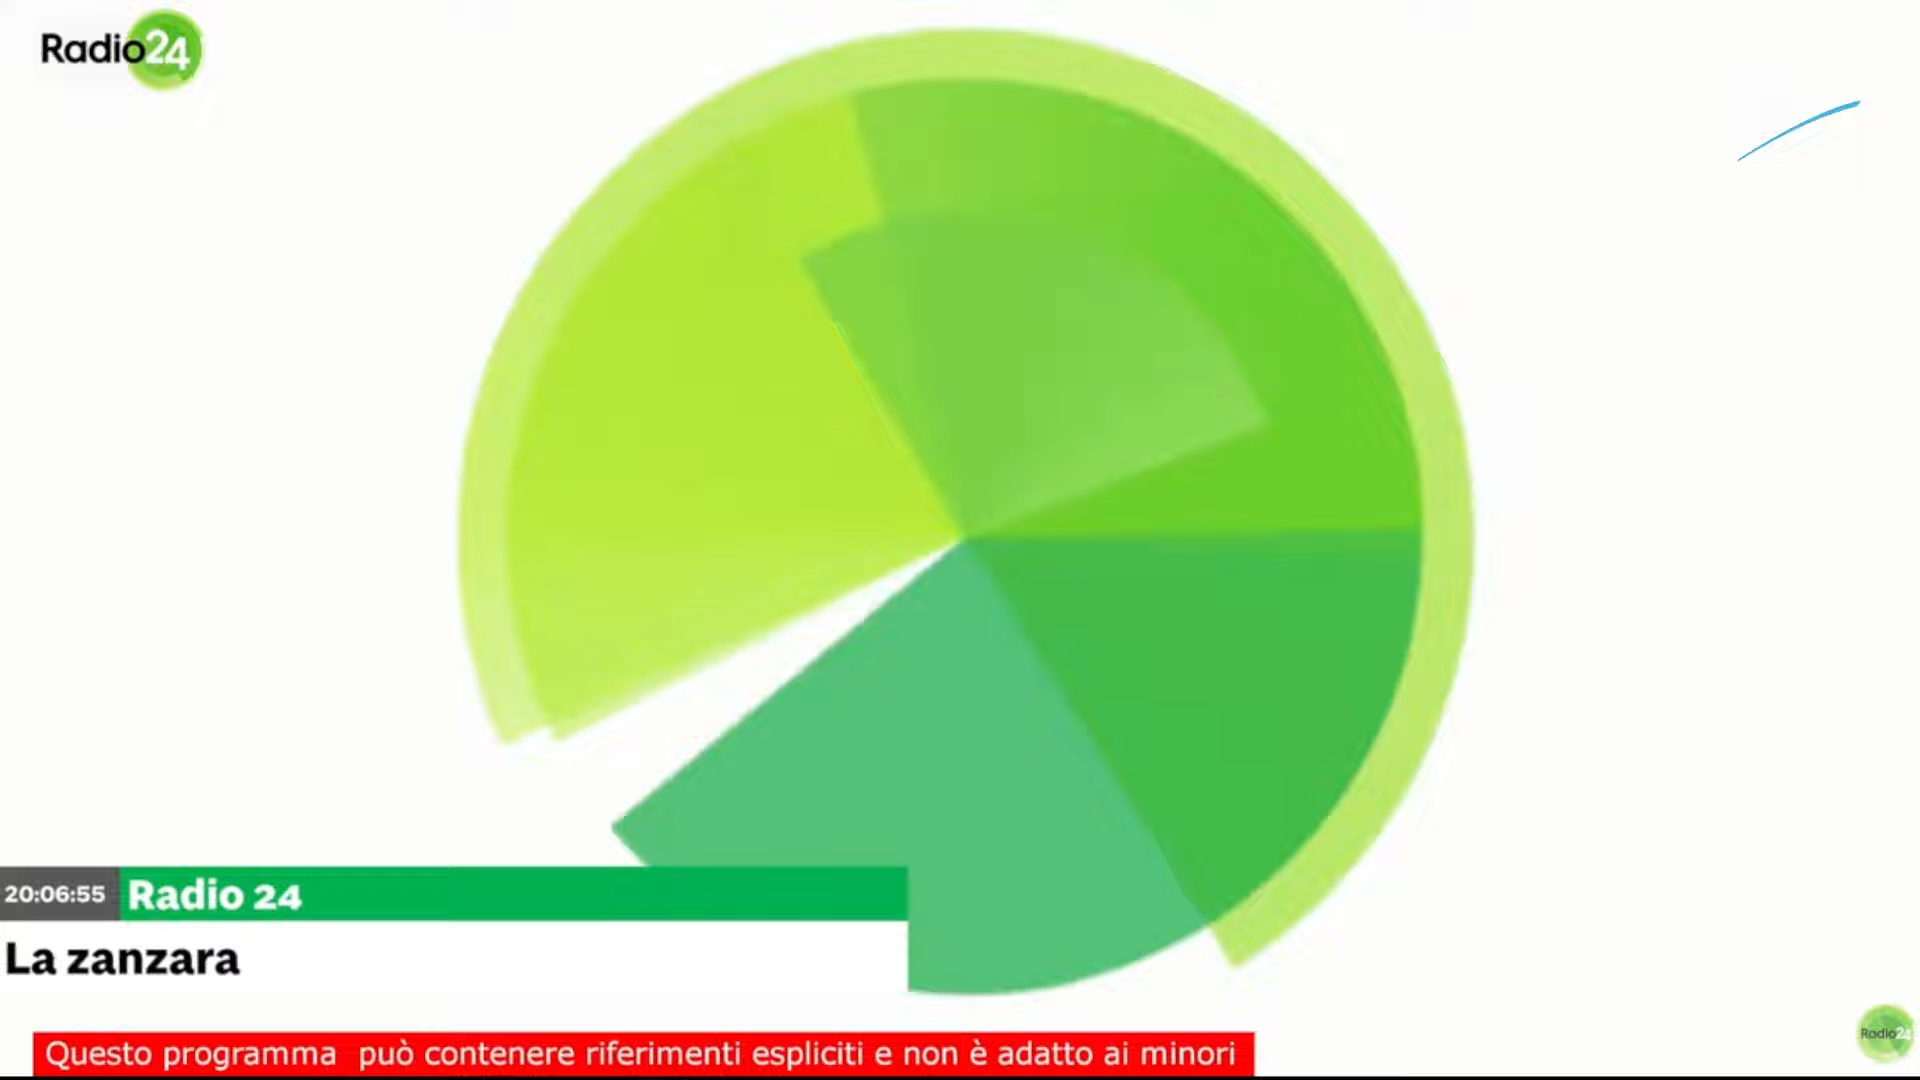 Radio24
20:06:55 Radio 24
La zanzara
Questo programma  può contenere riferimenti espliciti e non è adatto ai minori
Radio24